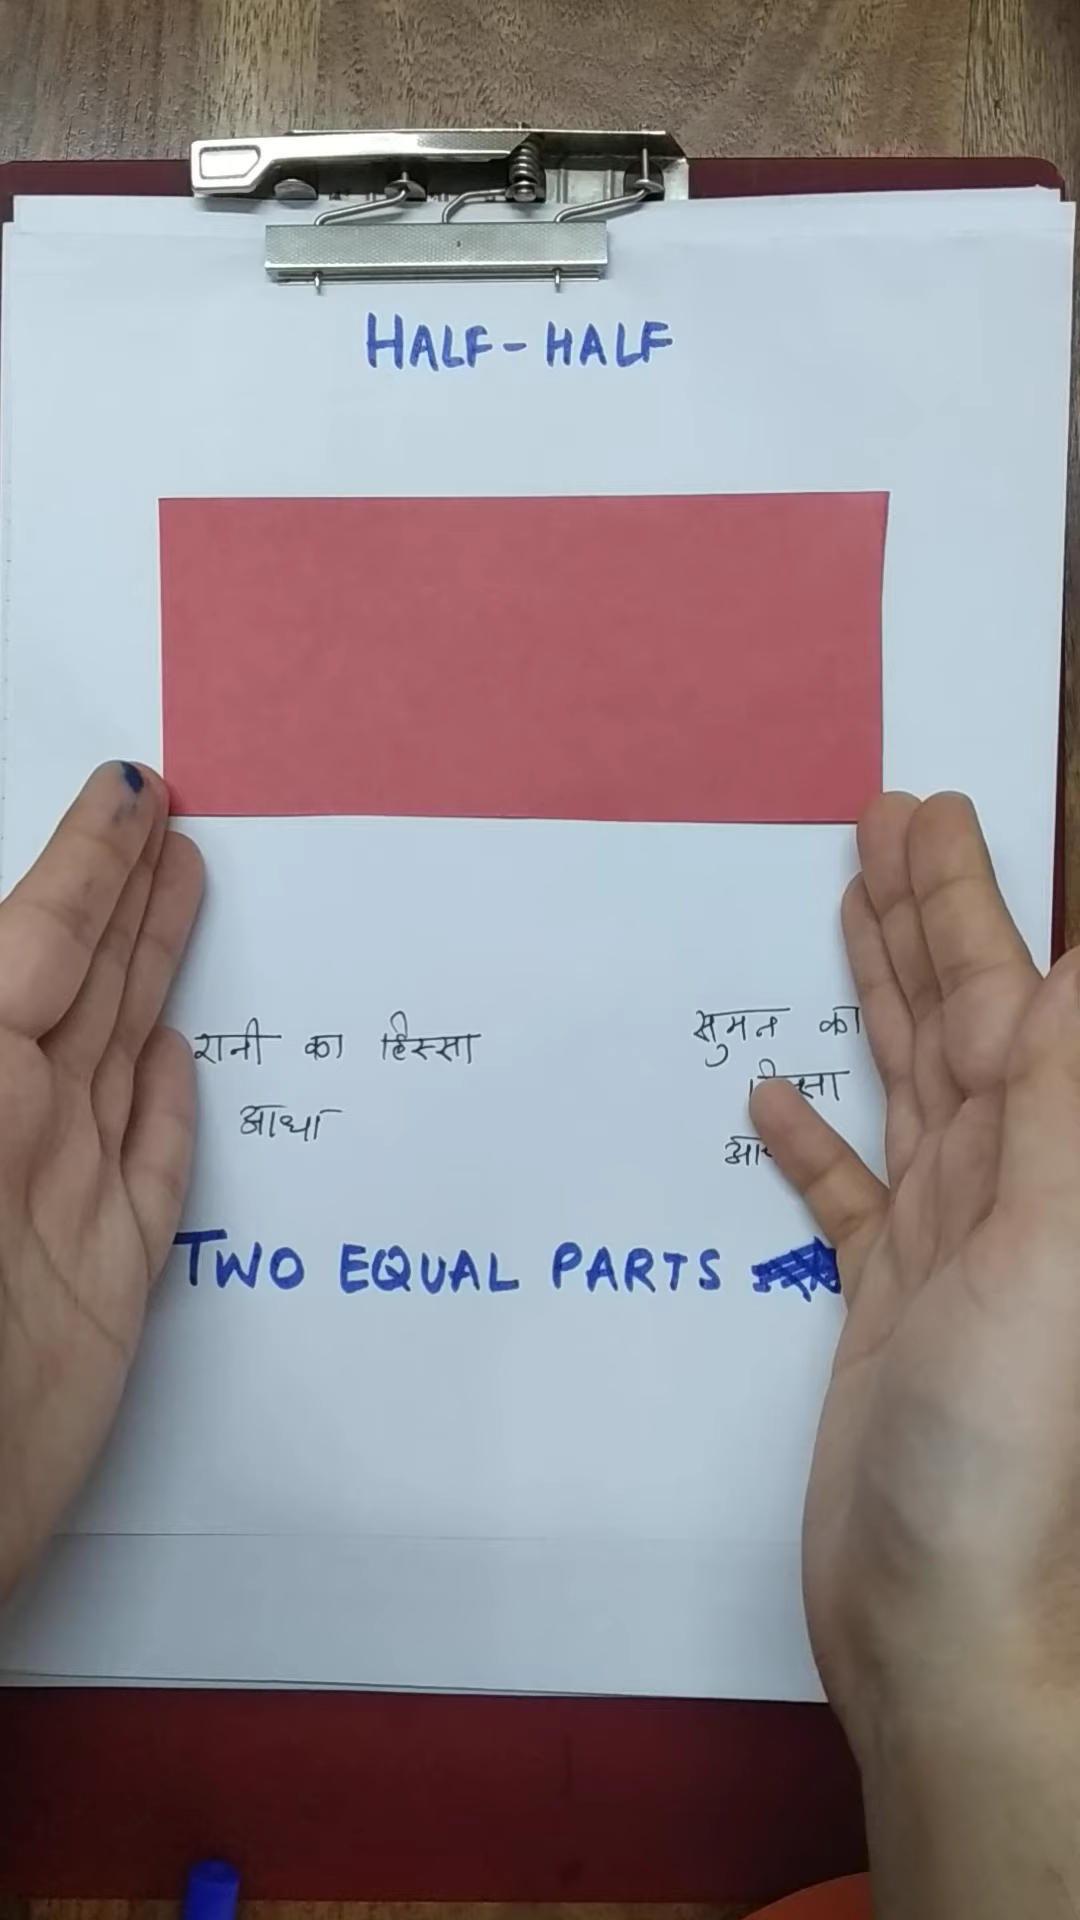 HALF - HALF
रानी का हिस्सा
आधा
सुमन का
TWO EQUAL PARTS